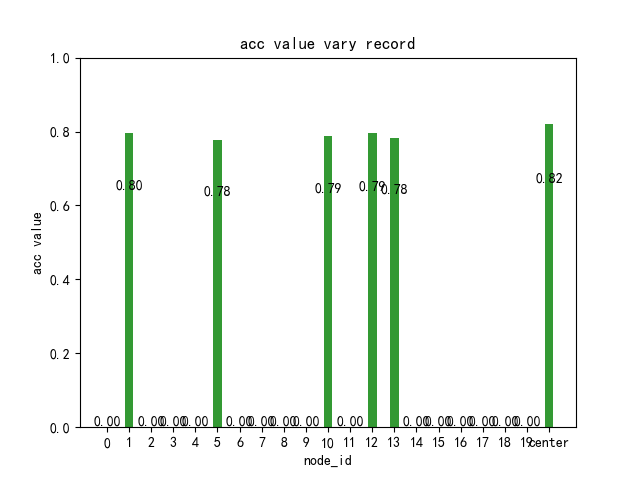 acc value vary record
acc value
1.0
0.8
0.6
0.4
0.2
0.0
0.00 0.80 0.00 0.00 0.00 0.78 0.00 0.00 0.00 0.00 0.79 0.00 0.79 0.78 0.00 0.00 0.00 0.00 0.00 0.00 0.82
0 1 2 3 4 5 6 7 8 9 10 11 12 13 14 15 16 17 18 19 center
node_id